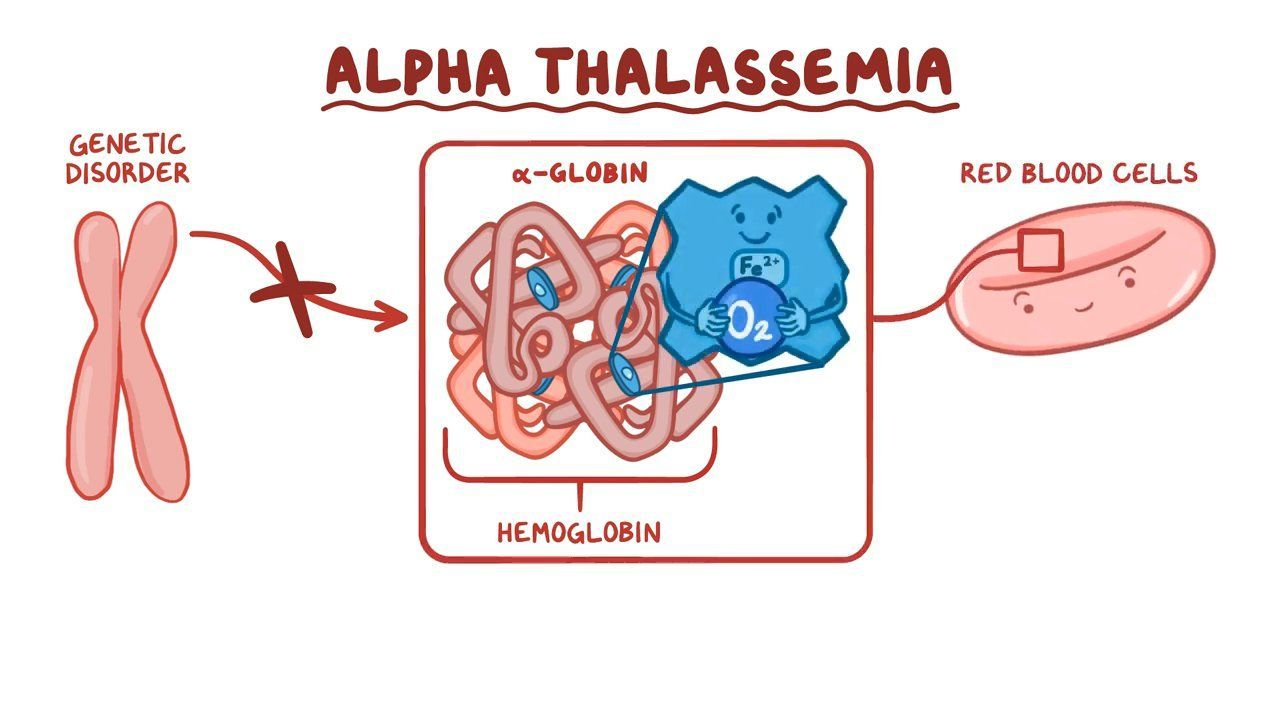 ALPHA THALASSEMIA
GENETIC
DISORDER
α-GLOBIN
Fe²⁺
O₂
HEMOGLOBIN
RED BLOOD CELLS